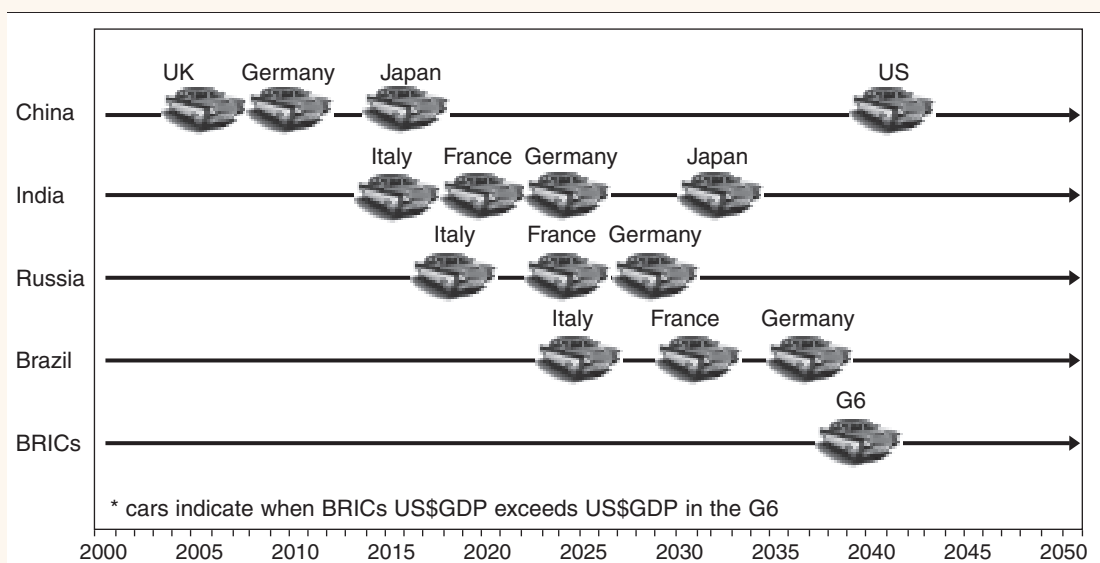 UK Germany Japan US
China
Italy France Germany Japan
India
Italy France Germany
Russia
Italy France Germany
Brazil
G6
BRICs
* cars indicate when BRICs US$GDP exceeds US$GDP in the G6
2000 2005 2010 2015 2020 2025 2030 2035 2040 2045 2050